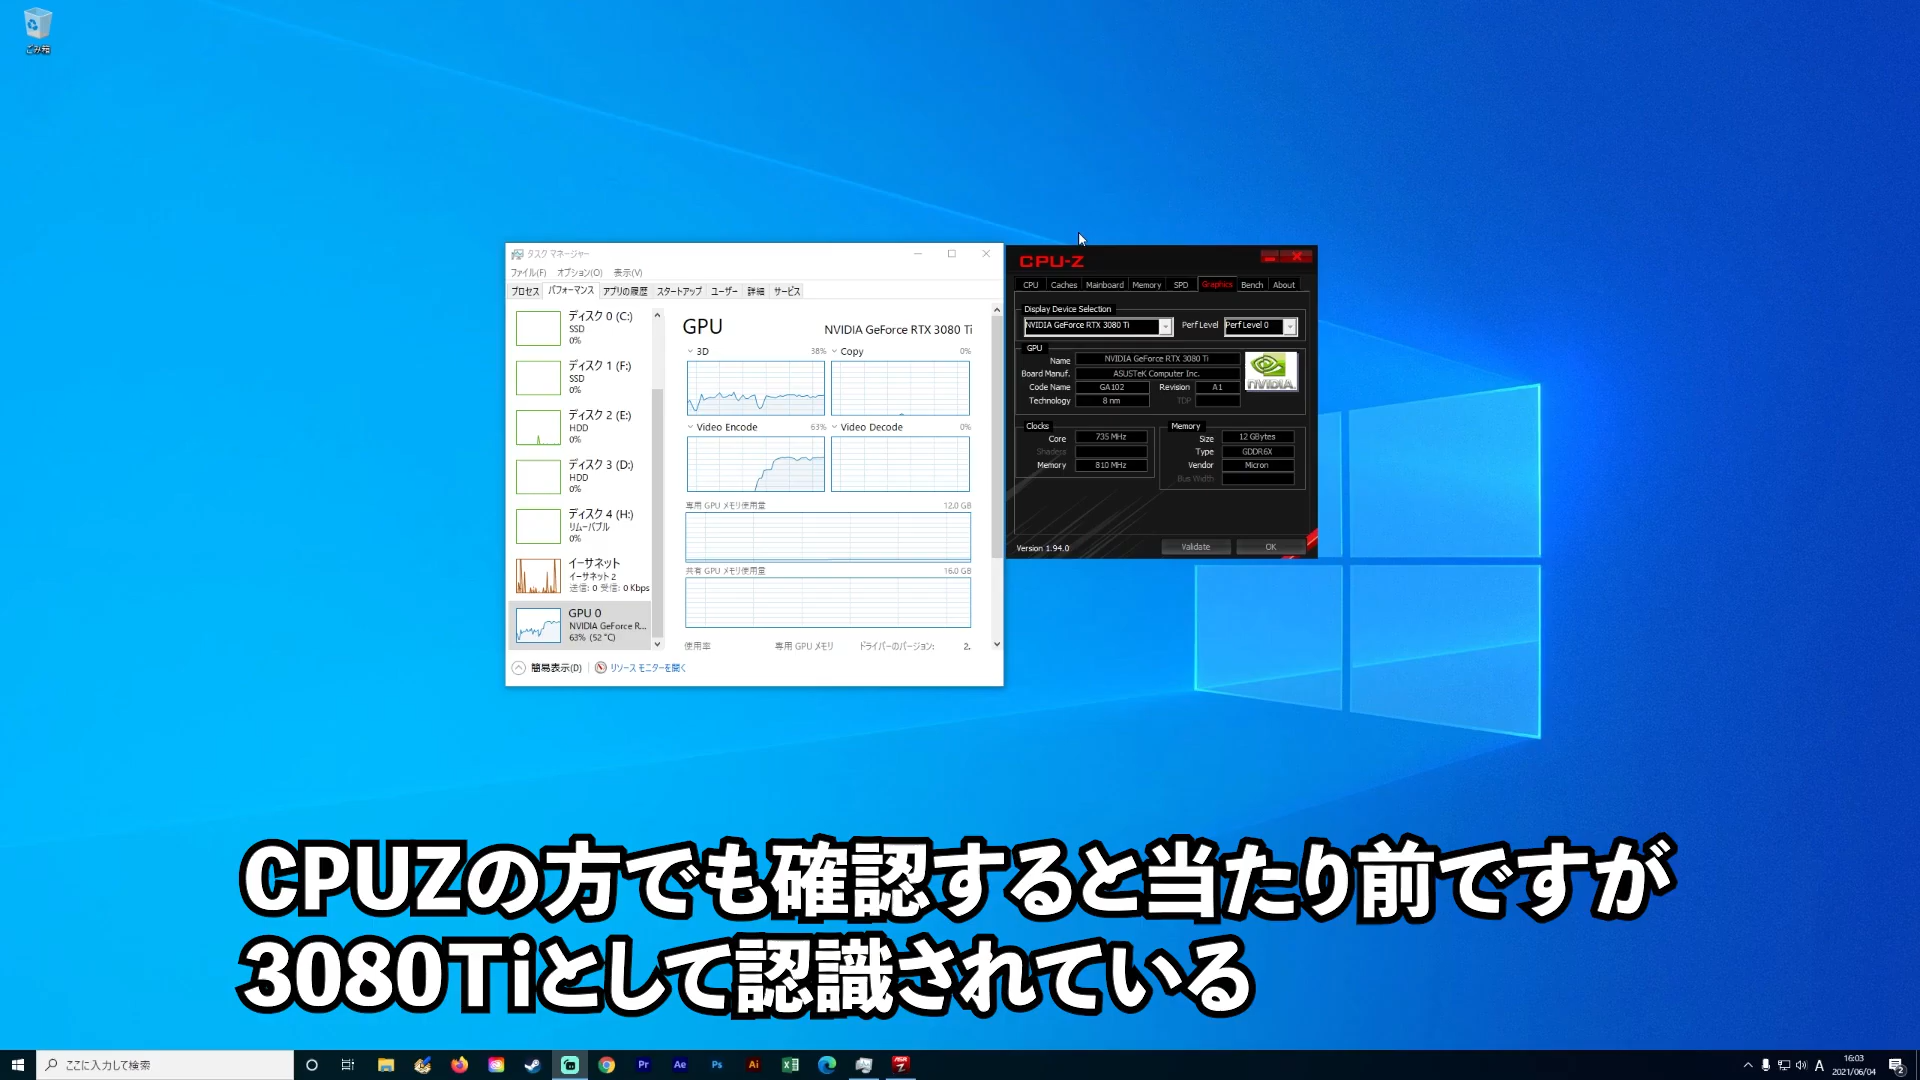 ごみ箱
タスク マネージャー
ファイル(F) オプション(O) 表示(V)
プロセス パフォーマンス アプリの履歴 スタートアップ ユーザー 詳細 サービス
ディスク 0 (C:)
SSD
0%
ディスク 1 (F:)
SSD
0%
ディスク 2 (E:)
HDD
0%
ディスク 3 (D:)
HDD
0%
ディスク 4 (H:)
リムーバブル
0%
イーサネット
イーサネット 2
送信: 0 受信: 0 Kbps
GPU 0
NVIDIA GeForce R...
63% (52 °C)
GPU NVIDIA GeForce RTX 3080 Ti
3D 38% Copy 0%
Video Encode 63% Video Decode 0%
専用 GPU メモリ使用量 12.0 GB
共有 GPU メモリ使用量 16.0 GB
使用率 専用 GPU メモリ ドライバーのバージョン: 2.
簡易表示(D) リソース モニターを開く
CPU-Z
CPU Caches Mainboard Memory SPD Graphics Bench About
Display Device Selection
NVIDIA GeForce RTX 3080 Ti Perf Level Perf Level 0
GPU
Name NVIDIA GeForce RTX 3080 Ti
Board Manuf. ASUSTeK Computer Inc.
Code Name GA102 Revision A1
Technology 8 nm TDP
NVIDIA.
Clocks
Core 735 MHz
Shaders
Memory 810 MHz
Memory
Size 12 GBytes
Type GDDR6X
Vendor Micron
Bus Width
Version 1.94.0 Validate OK
CPUZの方でも確認すると当たり前ですが
3080Tiとして認識されている
ここに入力して検索
Pr Ae Ps Ai
A
16:03
2021/06/04
2